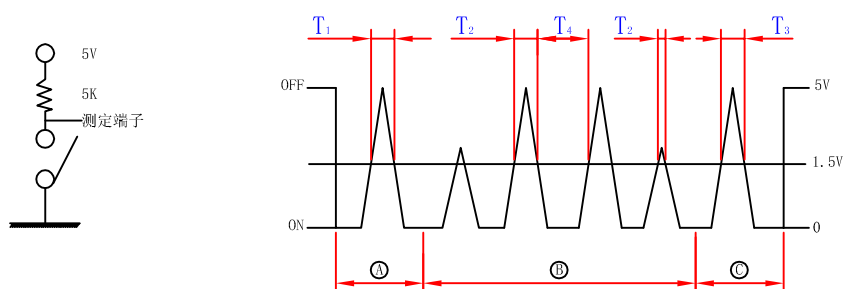 5V
5K
测定端子
T1 T2 T4 T2 T3
OFF 5V
1.5V
ON 0
A B C